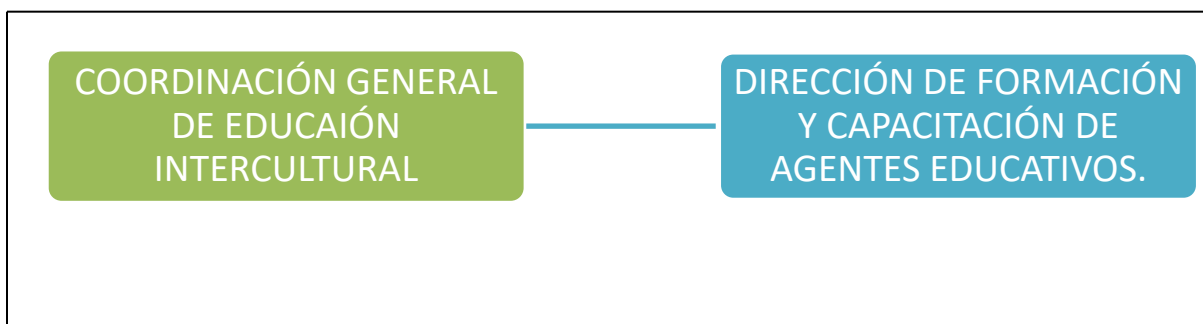 COORDINACIÓN GENERAL
DE EDUCAIÓN
INTERCULTURAL
DIRECCIÓN DE FORMACIÓN
Y CAPACITACIÓN DE
AGENTES EDUCATIVOS.